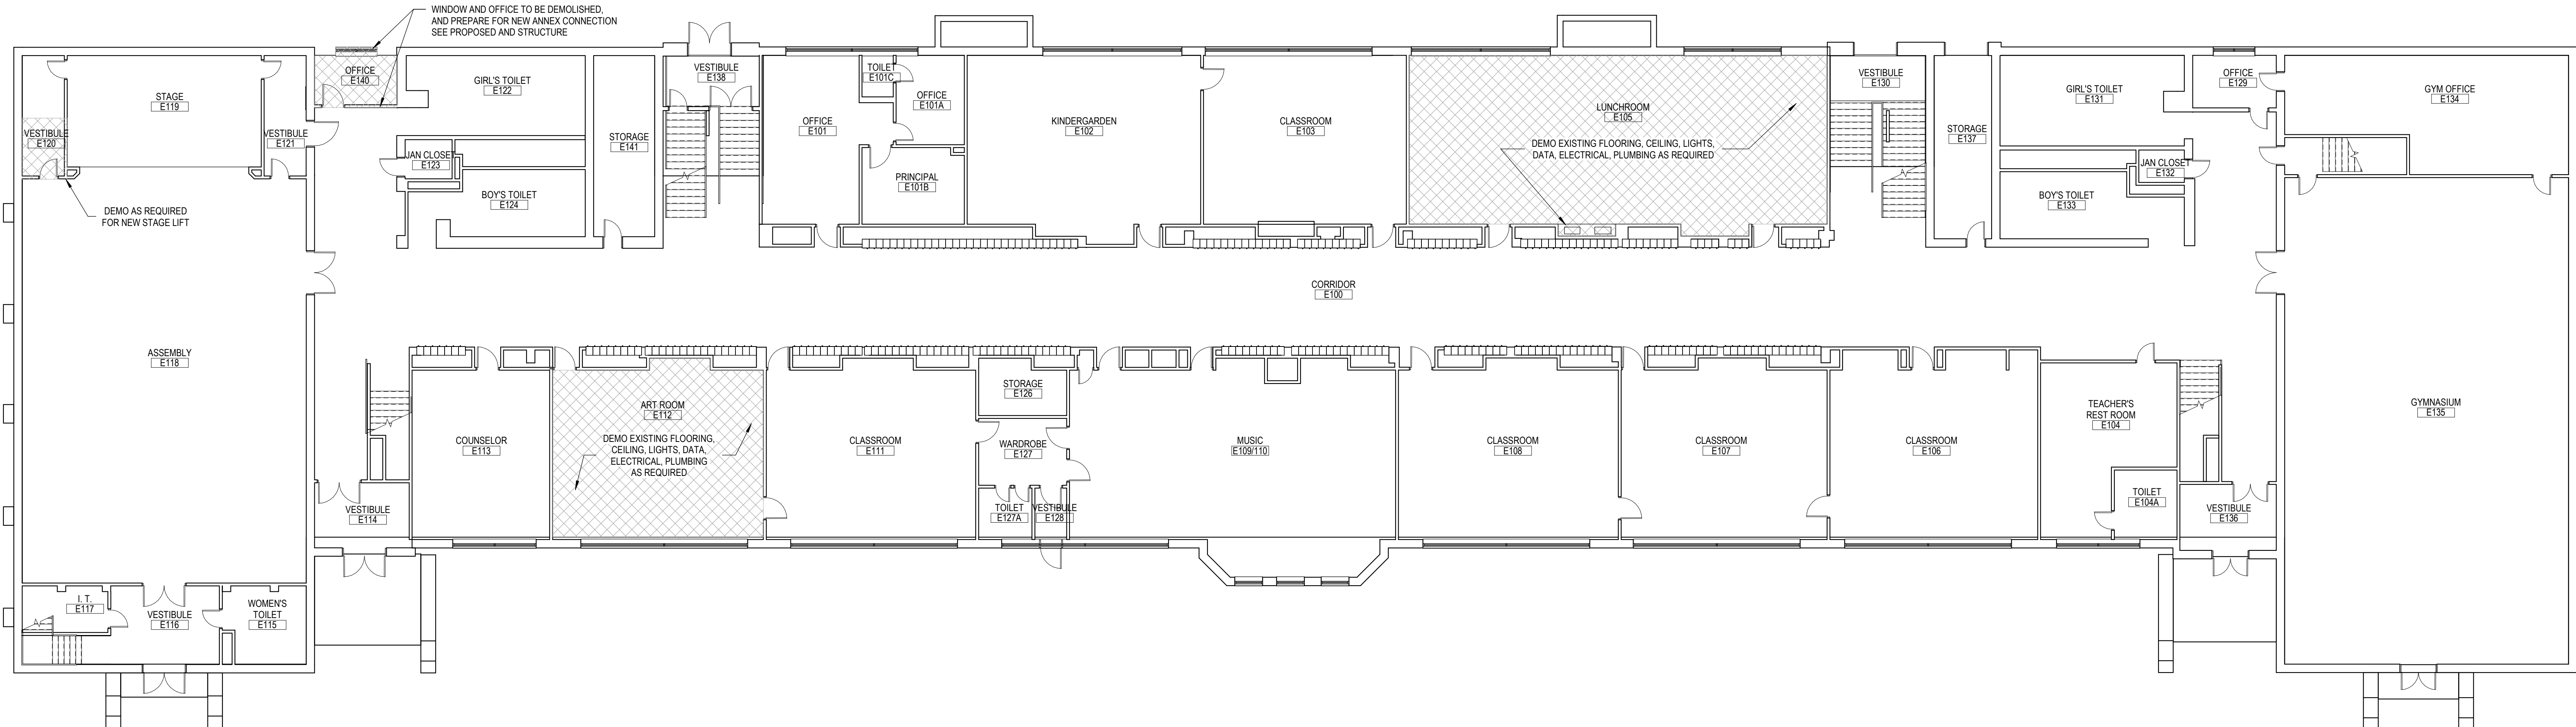 WINDOW AND OFFICE TO BE DEMOLISHED,
AND PREPARE FOR NEW ANNEX CONNECTION
SEE PROPOSED AND STRUCTURE
OFFICE
E140
GIRL'S TOILET
E122
STAGE
E119
VESTIBULE
E120
VESTIBULE
E121
JAN CLOSET
E123
BOY'S TOILET
E124
STORAGE
E141
VESTIBULE
E138
DEMO AS REQUIRED
FOR NEW STAGE LIFT
OFFICE
E101
TOILET
E101C
OFFICE
E101A
PRINCIPAL
E101B
KINDERGARDEN
E102
CLASSROOM
E103
LUNCHROOM
E105
DEMO EXISTING FLOORING, CEILING, LIGHTS,
DATA, ELECTRICAL, PLUMBING AS REQUIRED
VESTIBULE
E130
STORAGE
E137
GIRL'S TOILET
E131
JAN CLOSET
E132
BOY'S TOILET
E133
OFFICE
E129
GYM OFFICE
E134
CORRIDOR
E100
ASSEMBLY
E118
COUNSELOR
E113
ART ROOM
E112
DEMO EXISTING FLOORING,
CEILING, LIGHTS, DATA,
ELECTRICAL, PLUMBING
AS REQUIRED
CLASSROOM
E111
STORAGE
E126
WARDROBE
E127
TOILET
E127A
VESTIBULE
E128
MUSIC
E109/110
CLASSROOM
E108
CLASSROOM
E107
CLASSROOM
E106
TEACHER'S
REST ROOM
E104
TOILET
E104A
VESTIBULE
E136
GYMNASIUM
E135
VESTIBULE
E114
I. T.
E117
VESTIBULE
E116
WOMEN'S
TOILET
E115